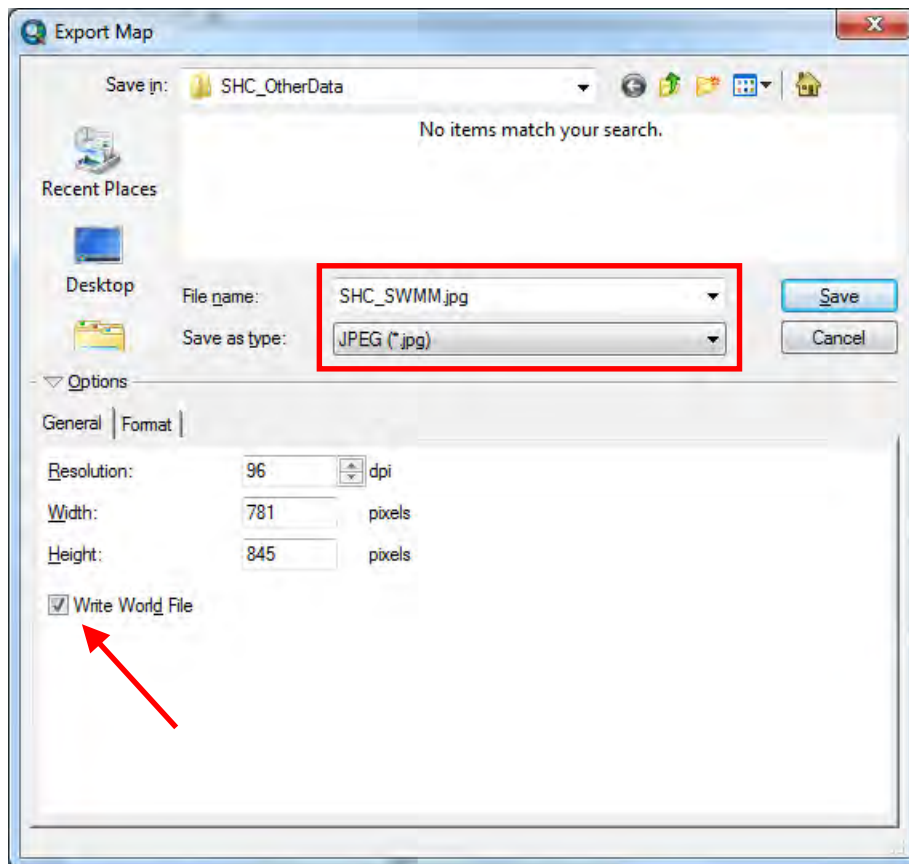 Export Map
Save in: SHC_OtherData
No items match your search.
Recent Places
Desktop
File name: SHC_SWMM.jpg
Save
Save as type: JPEG (*.jpg)
Cancel
Options
General Format
Resolution: 96 dpi
Width: 781 pixels
Height: 845 pixels
Write World File